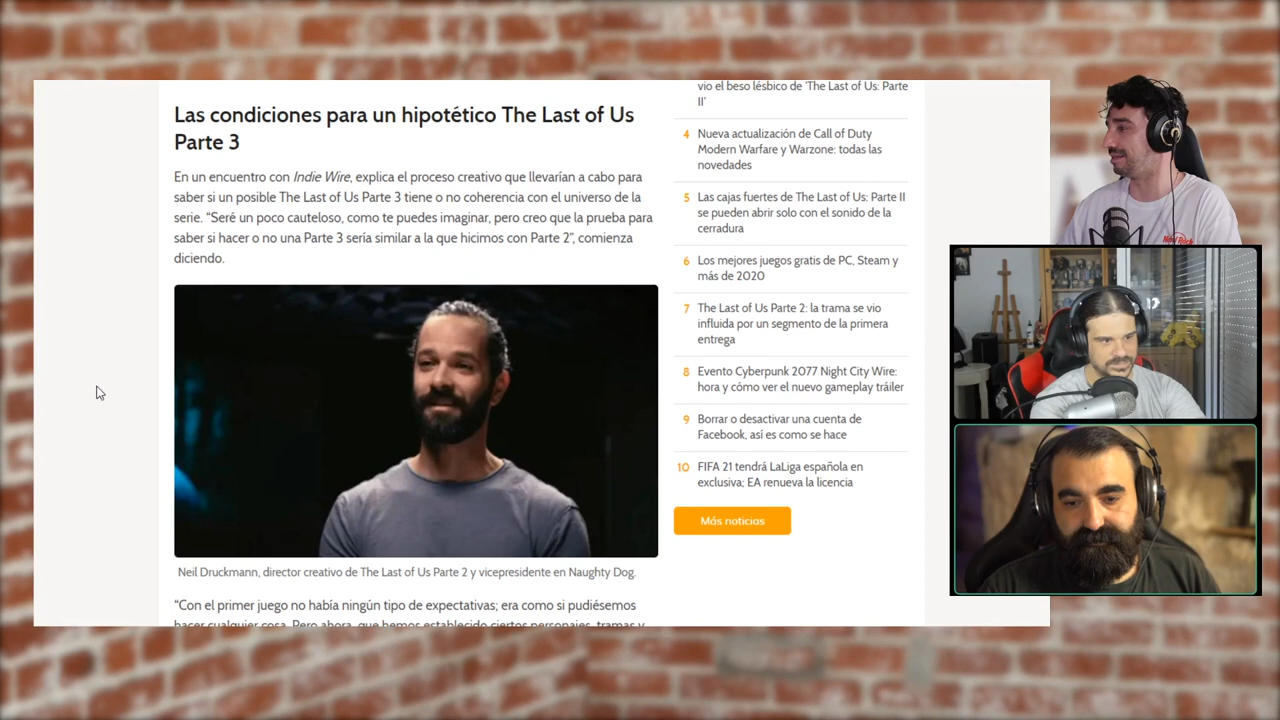 Las condiciones para un hipotético The Last of Us
Parte 3
En un encuentro con Indie Wire, explica el proceso creativo que llevarían a cabo para
saber si un posible The Last of Us Parte 3 tiene o no coherencia con el universo de la
serie. “Seré un poco cauteloso, como te puedes imaginar, pero creo que la prueba para
saber si hacer o no una Parte 3 sería similar a la que hicimos con Parte 2”, comienza
diciendo.
Neil Druckmann, director creativo de The Last of Us Parte 2 y vicepresidente en Naughty Dog.
“Con el primer juego no había ningún tipo de expectativas; era como si pudiésemos
hacer cualquier cosa. Pero ahora, que hemos establecido ciertos personajes, tramas y
vio el beso lésbico de 'The Last of Us: Parte
II'
4 Nueva actualización de Call of Duty
Modern Warfare y Warzone: todas las
novedades
5 Las cajas fuertes de The Last of Us: Parte II
se pueden abrir solo con el sonido de la
cerradura
6 Los mejores juegos gratis de PC, Steam y
más de 2020
7 The Last of Us Parte 2: la trama se vio
influida por un segmento de la primera
entrega
8 Evento Cyberpunk 2077 Night City Wire:
hora y cómo ver el nuevo gameplay tráiler
9 Borrar o desactivar una cuenta de
Facebook, así es como se hace
10 FIFA 21 tendrá LaLiga española en
exclusiva; EA renueva la licencia
Más noticias